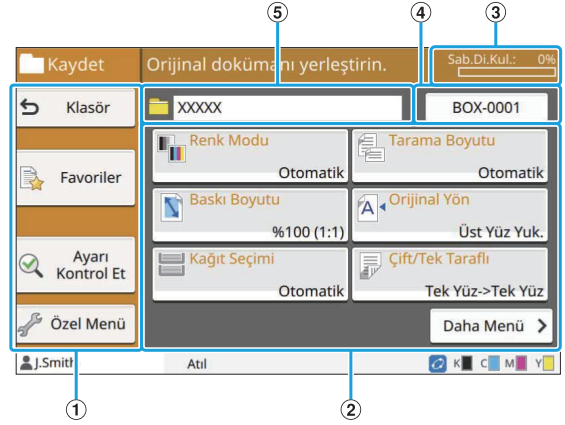 5 4 3
Kaydet Orijinal dokümanı yerleştirin. Sab.Di.Kul.: 0%
Klasör XXXXX BOX-0001
Renk Modu Tarama Boyutu
Otomatik Otomatik
Favoriler
Baskı Boyutu Orijinal Yön
%100 (1:1) Üst Yüz Yuk.
Ayarı
Kontrol Et
Kağıt Seçimi Çift/Tek Taraflı
Otomatik Tek Yüz->Tek Yüz
Özel Menü Daha Menü
J.Smith Atıl K C M Y
1 2